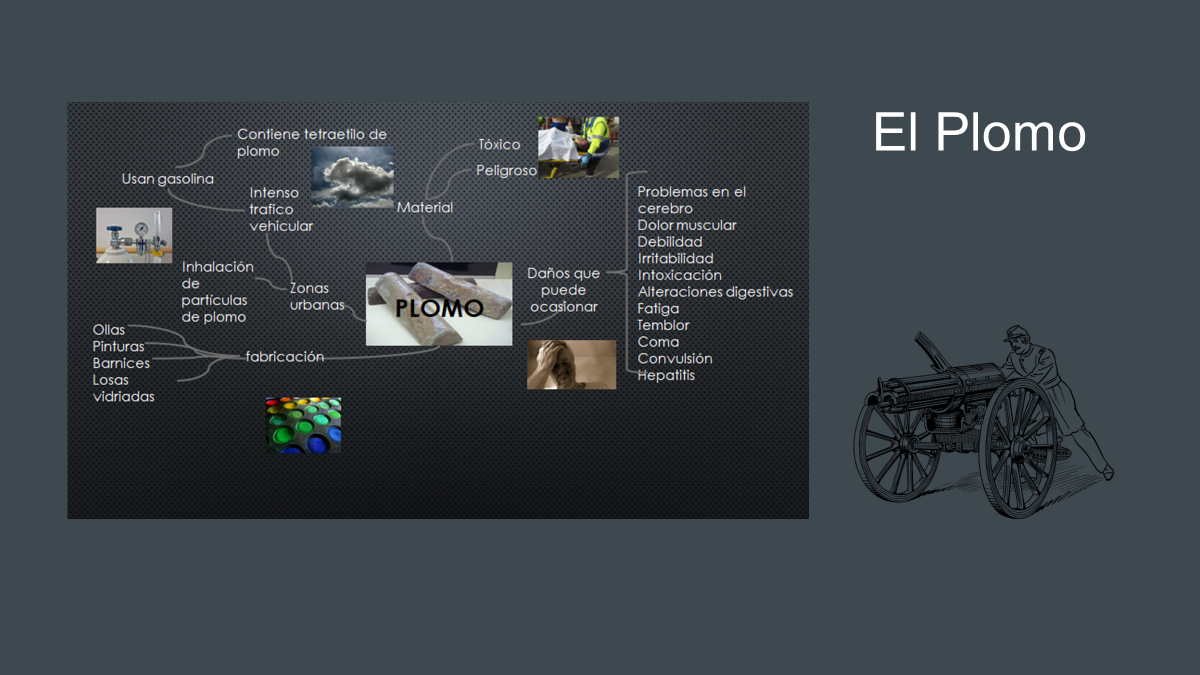 El Plomo
Contiene tetraetilo de
plomo
Usan gasolina
Intenso
trafico
vehicular
Inhalación
de
partículas
de plomo
Zonas
urbanas
Ollas
Pinturas
Barnices
Losas
vidriadas
fabricación
Tóxico
Peligroso
Material
PLOMO
Daños que
puede
ocasionar
Problemas en el
cerebro
Dolor muscular
Debilidad
Irritabilidad
Intoxicación
Alteraciones digestivas
Fatiga
Temblor
Coma
Convulsión
Hepatitis